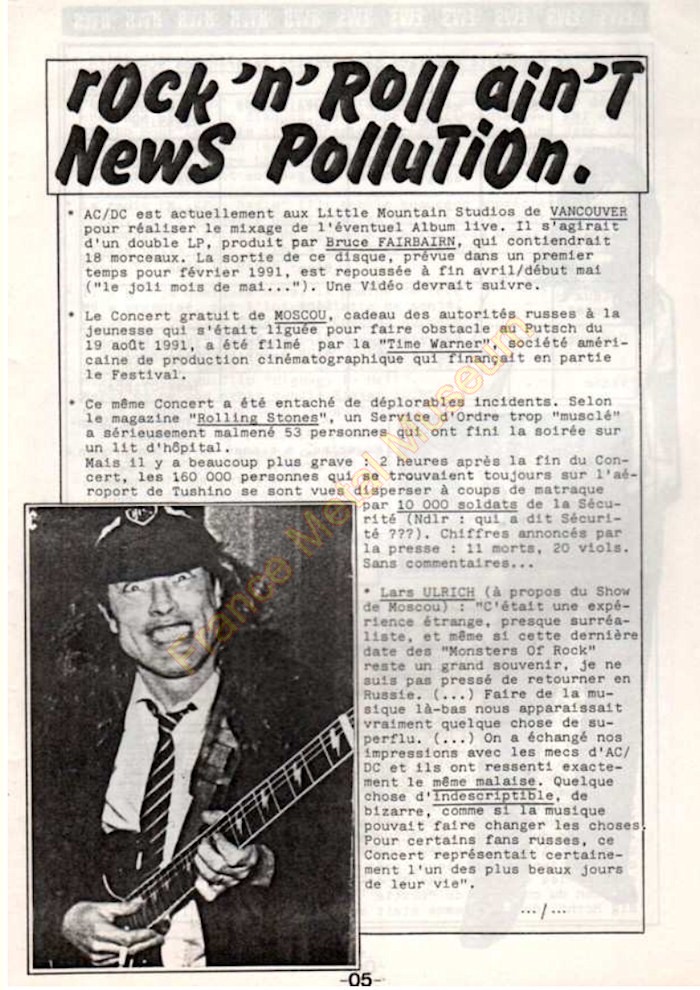 rOck 'n' Roll ain'T
NewS PolluTiOn.
* AC/DC est actuellement aux Little Mountain Studios de VANCOUVER
pour réaliser le mixage de l'éventuel Album live. Il s'agirait
d'un double LP, produit par Bruce FAIRBAIRN, qui contiendrait
18 morceaux. La sortie de ce disque, prévue dans un premier
temps pour février 1991, est repoussée à fin avril/début mai
("le joli mois de mai..."). Une Vidéo devrait suivre.
* Le Concert gratuit de MOSCOU, cadeau des autorités russes à la
jeunesse qui s'était liguée pour faire obstacle au Putsch du
19 août 1991, a été filmé par la "Time Warner", société améri-
caine de production cinématographique qui finançait en partie
le Festival.
* Ce même Concert a été entaché de déplorables incidents. Selon
le magazine "Rolling Stones", un Service d'Ordre trop "musclé"
a sérieusement malmené 53 personnes qui ont fini la soirée sur
un lit d'hôpital.
Mais il y a beaucoup plus grave : 2 heures après la fin du Con-
cert, les 160 000 personnes qui se trouvaient toujours sur l'aé-
roport de Tushino se sont vues disperser à coups de matraque
par 10 000 soldats de la Sécu-
rité (Ndlr : qui a dit Sécuri-
té ???). Chiffres annoncés par
la presse : 11 morts, 20 viols.
Sans commentaires...
* Lars ULRICH (à propos du Show
de Moscou) : "C'était une expé-
rience étrange, presque surréa-
liste, et même si cette dernière
date des "Monsters Of Rock"
reste un grand souvenir, je ne
suis pas pressé de retourner en
Russie. (...) Faire de la mu-
sique là-bas nous apparaissait
vraiment quelque chose de su-
perflu. (...) On a échangé nos
impressions avec les mecs d'AC/
DC et ils ont ressenti exacte-
ment le même malaise. Quelque
chose d'Indescriptible, de
bizarre, comme si la musique
pouvait faire changer les choses.
Pour certains fans russes, ce
Concert représentait certaine-
ment l'un des plus beaux jours
de leur vie".
.../...
-05-
France Metal Museum